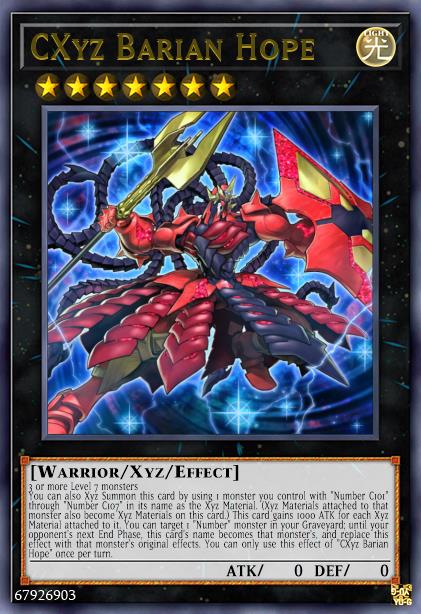 CXyz Barian Hope
LIGHT
光
[Warrior/Xyz/Effect]
3 or more Level 7 monsters
You can also Xyz Summon this card by using 1 monster you control with "Number C101"
through "Number C107" in its name as the Xyz Material. (Xyz Materials attached to that
monster also become Xyz Materials on this card.) This card gains 1000 ATK for each Xyz
Material attached to it. You can target 1 "Number" monster in your Graveyard; until your
opponent's next End Phase, this card's name becomes that monster's, and replace this
effect with that monster's original effects. You can only use this effect of "CXyz Barian
Hope" once per turn.
ATK/ 0 DEF/ 0
67926903